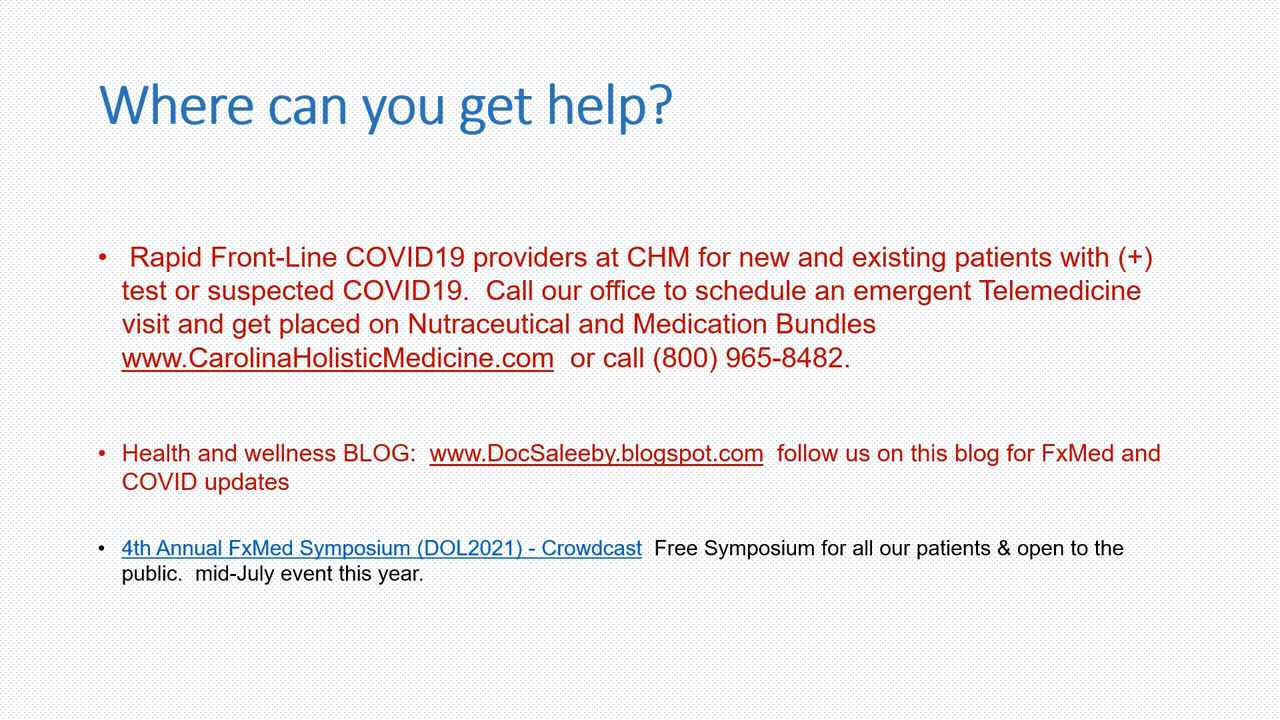 Where can you get help?
• Rapid Front-Line COVID19 providers at CHM for new and existing patients with (+)
test or suspected COVID19.  Call our office to schedule an emergent Telemedicine
visit and get placed on Nutraceutical and Medication Bundles
www.CarolinaHolisticMedicine.com  or call (800) 965-8482.
• Health and wellness BLOG:  www.DocSaleeby.blogspot.com  follow us on this blog for FxMed and
COVID updates
• 4th Annual FxMed Symposium (DOL2021) - Crowdcast  Free Symposium for all our patients & open to the
public.  mid-July event this year.